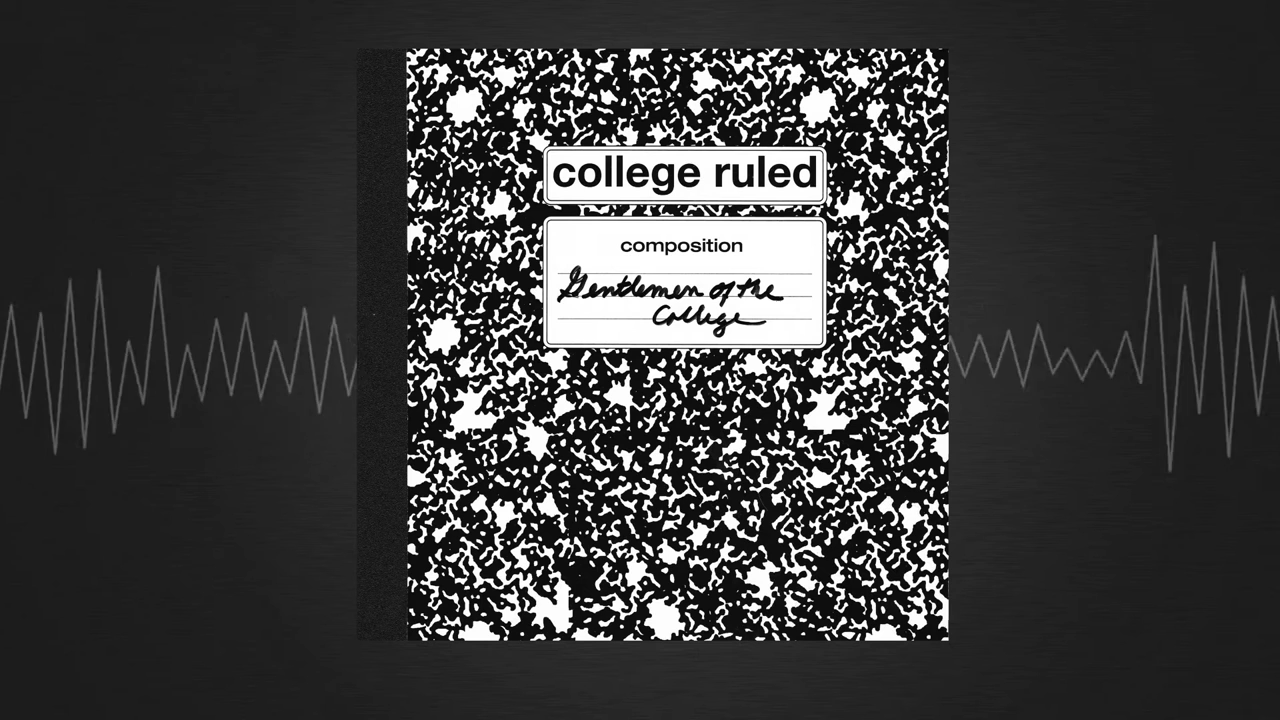 college ruled
composition
Gentlemen of the
College